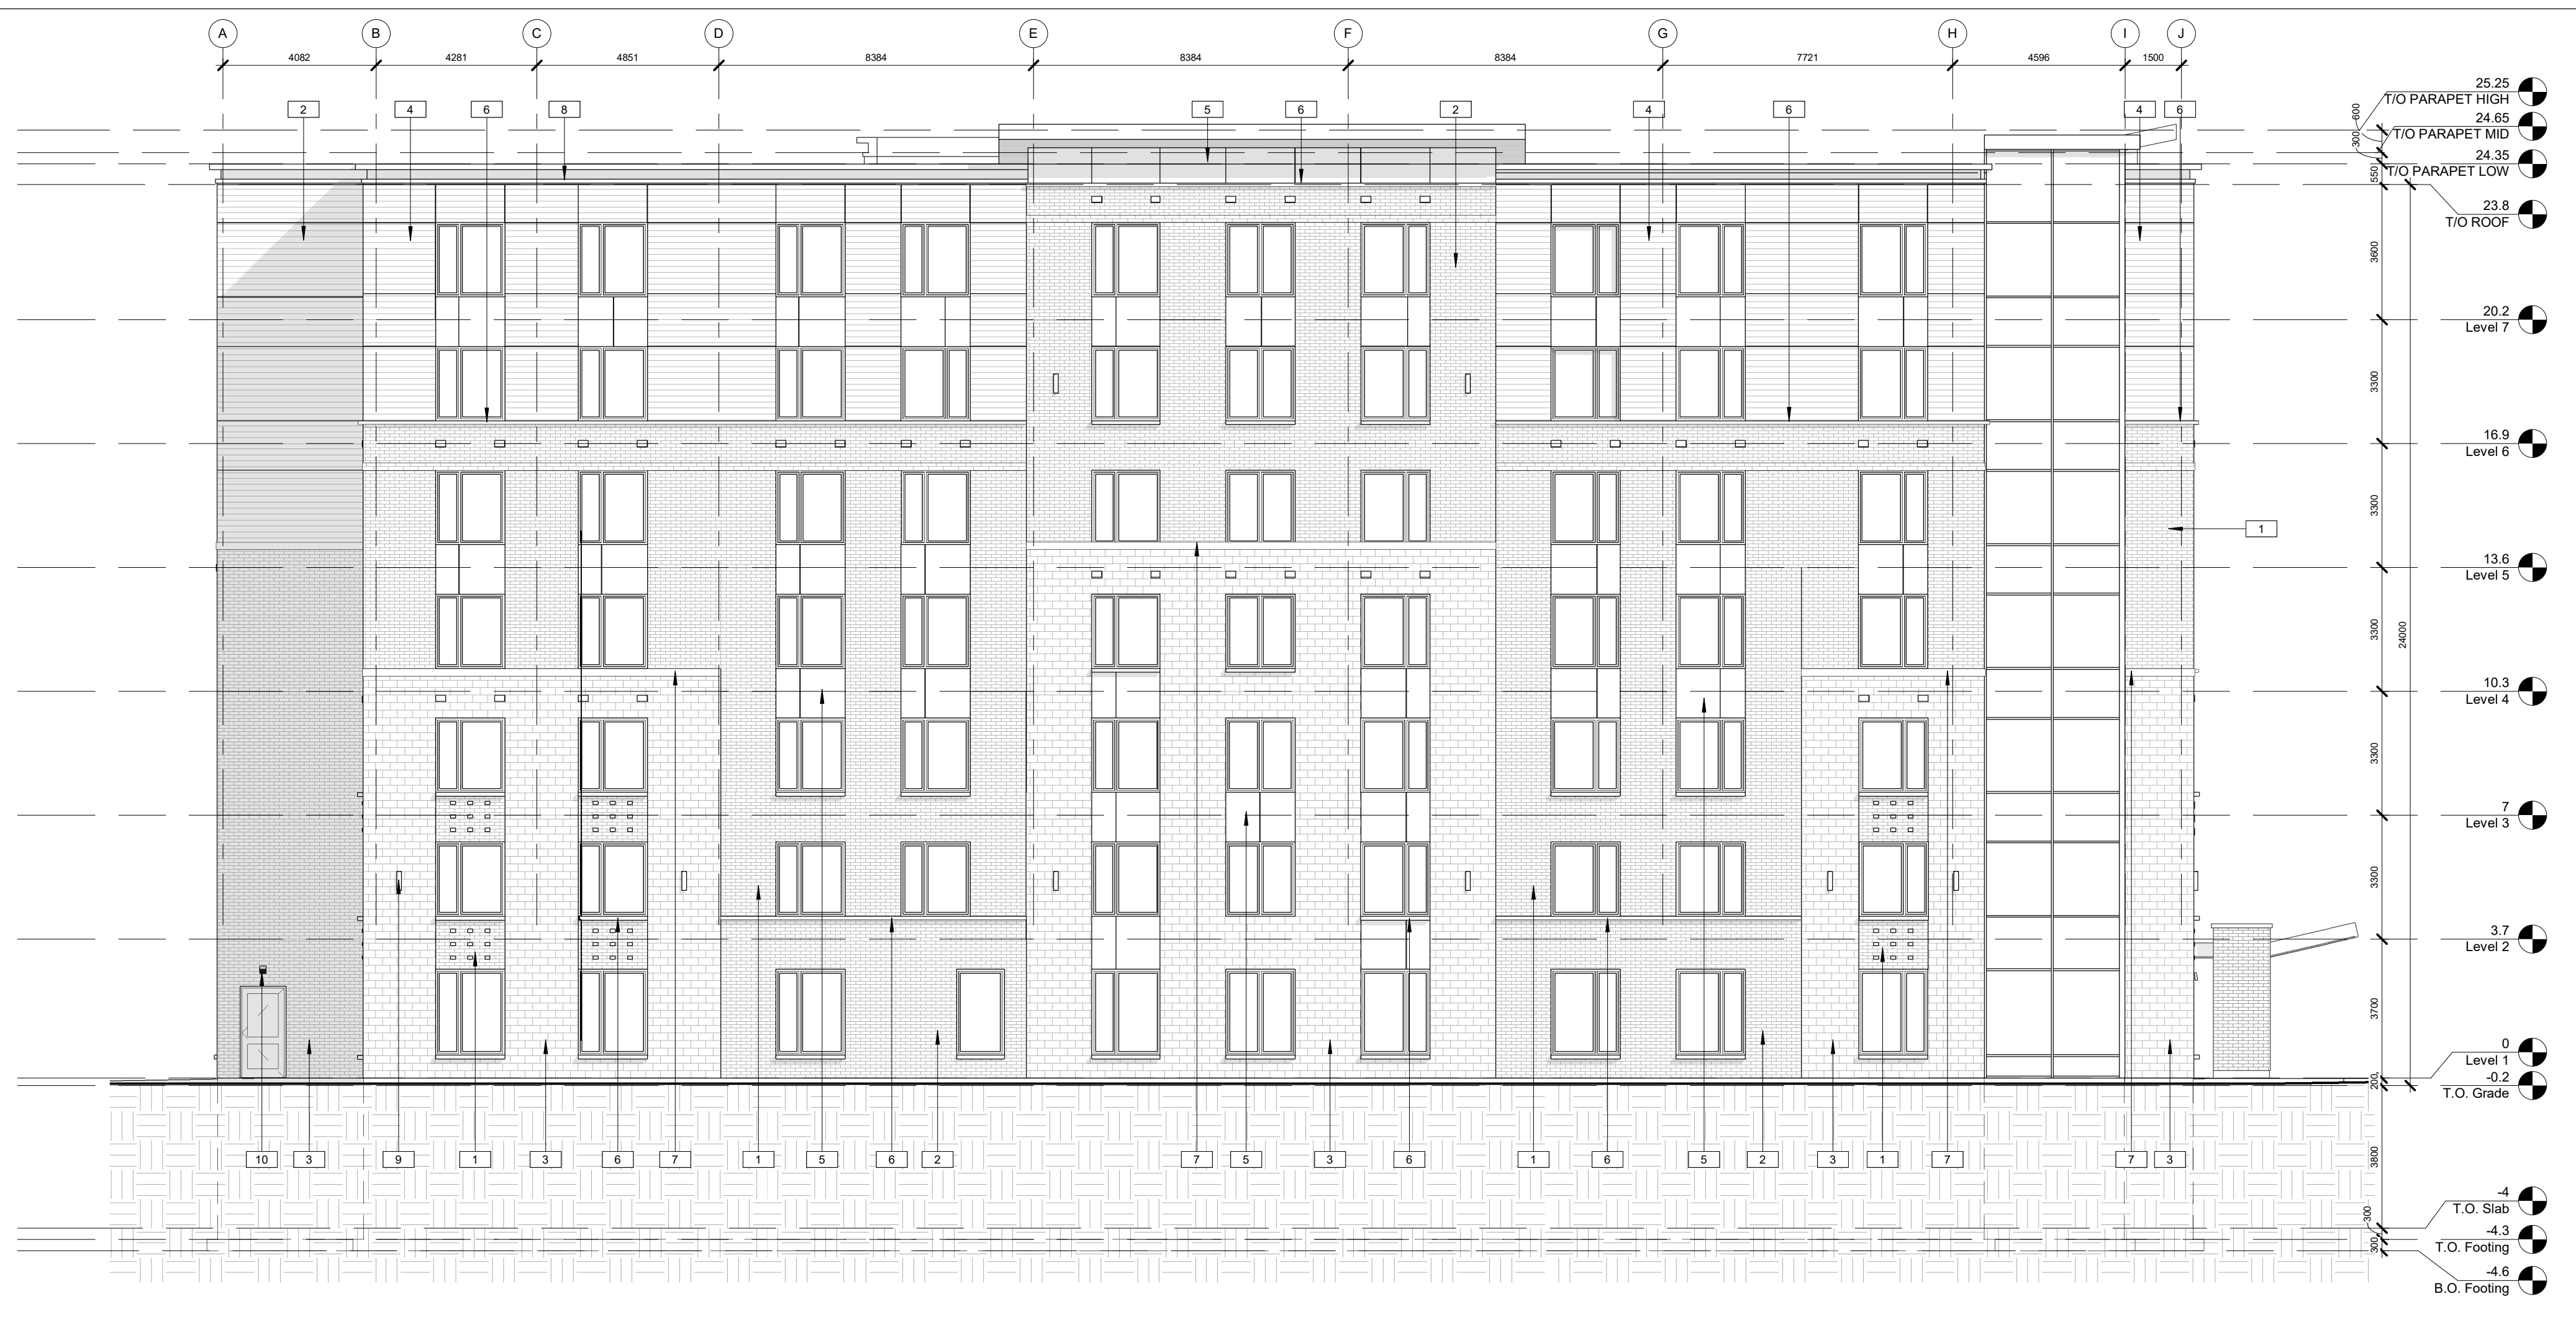 A B C D E F G H I J
4082 4281 4851 8384 8384 8384 7721 4596 1500
2 4 6 8 5 6 2 4 6 4 6
25.25
T/O PARAPET HIGH
600
24.65
T/O PARAPET MID
300
24.35
T/O PARAPET LOW
550
23.8
T/O ROOF
3600
20.2
Level 7
3300
16.9
Level 6
3300
1
13.6
Level 5
3300
24000
10.3
Level 4
3300
7
Level 3
3300
3.7
Level 2
3700
0
Level 1
200
-0.2
T.O. Grade
10 3 9 1 3 6 7 1 5 6 2 7 5 3 6 1 6 5 2 3 1 7 7 3
3800
-4
T.O. Slab
300
-4.3
T.O. Footing
300
-4.6
B.O. Footing